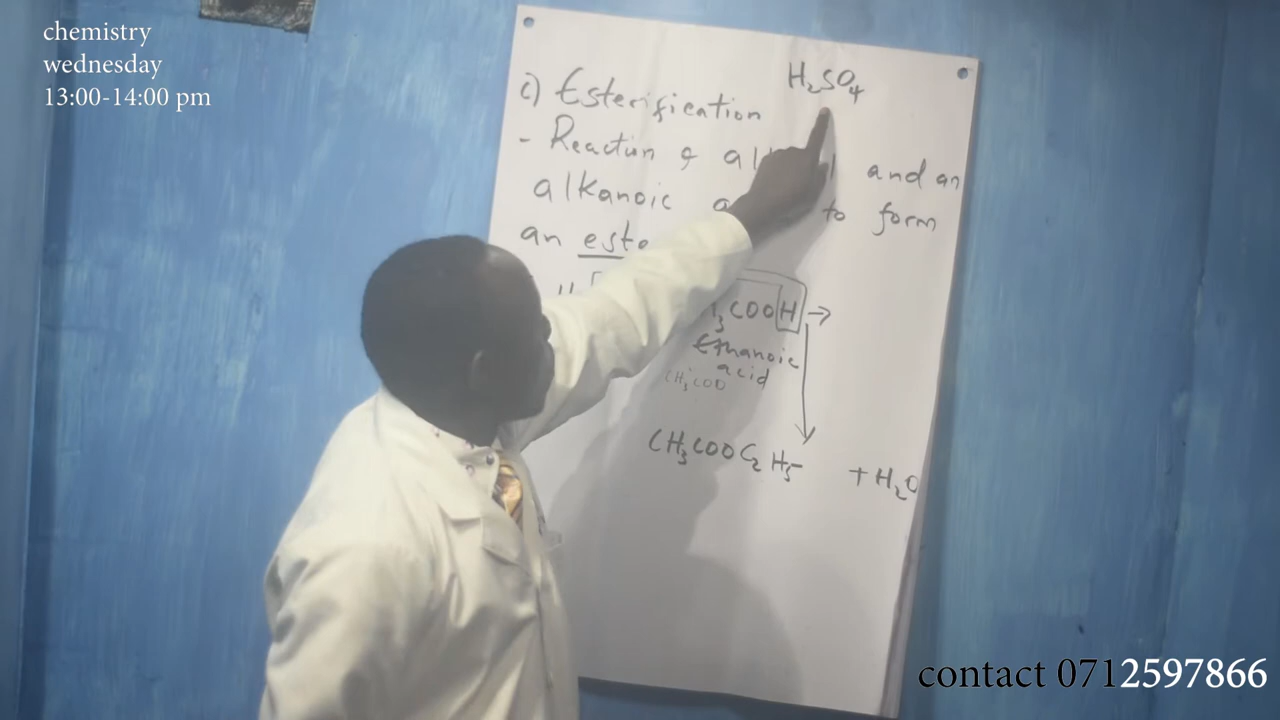 chemistry
wednesday
13:00-14:00 pm
H₂SO₄
c) Esterification
- Reaction of and an
alkanoic to form
an este
COOH →
Ethanoic
acid
CH₃COO
CH₃COOC₂H₅ + H₂O
contact 0712597866